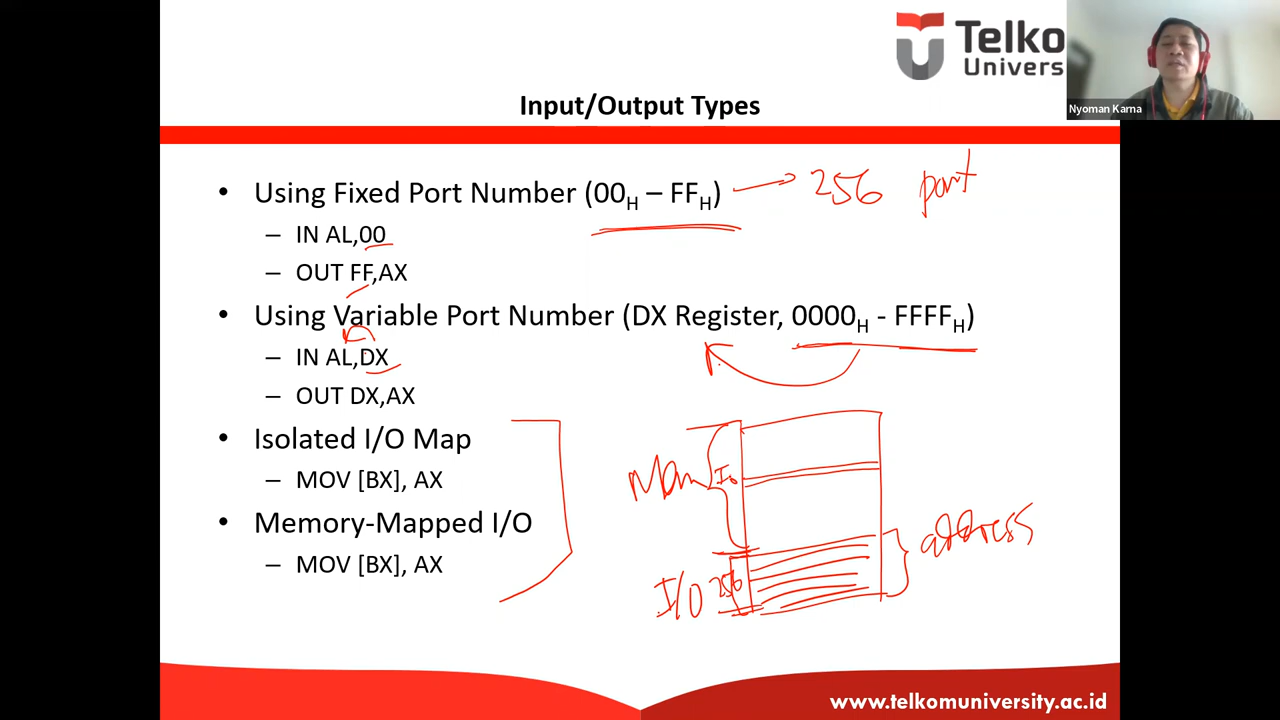 Telko
Univers
Nyoman Karna
Input/Output Types
• Using Fixed Port Number (00H – FFH) → 256 port
– IN AL,00
– OUT FF,AX
• Using Variable Port Number (DX Register, 0000H - FFFFH)
– IN AL,DX
– OUT DX,AX
• Isolated I/O Map
– MOV [BX], AX
• Memory-Mapped I/O
– MOV [BX], AX
Mem
address
I/O 256
www.telkomuniversity.ac.id